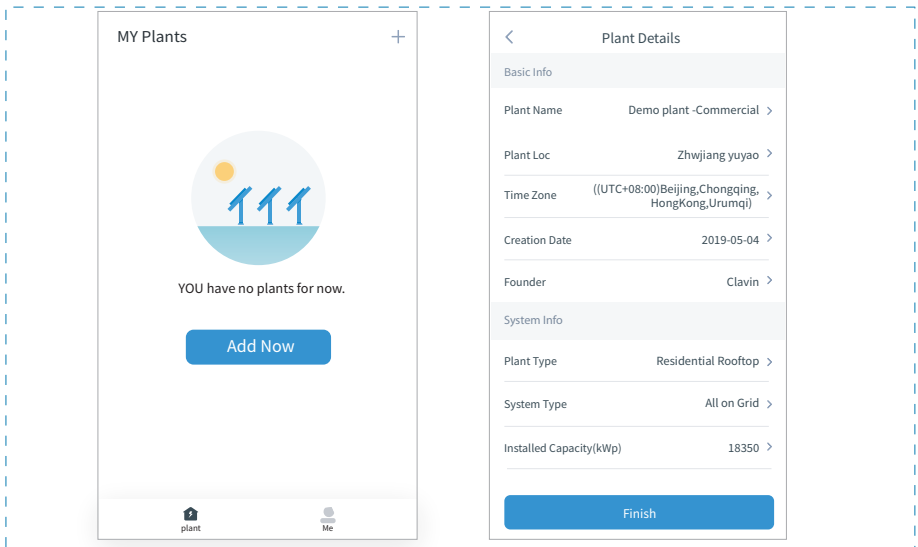 MY Plants
YOU have no plants for now.
Add Now
plant
Me
Plant Details
Basic Info
Plant Name Demo plant -Commercial
Plant Loc Zhwjiang yuyao
Time Zone ((UTC+08:00)Beijing,Chongqing,
HongKong,Urumqi)
Creation Date 2019-05-04
Founder Clavin
System Info
Plant Type Residential Rooftop
System Type All on Grid
Installed Capacity(kWp) 18350
Finish